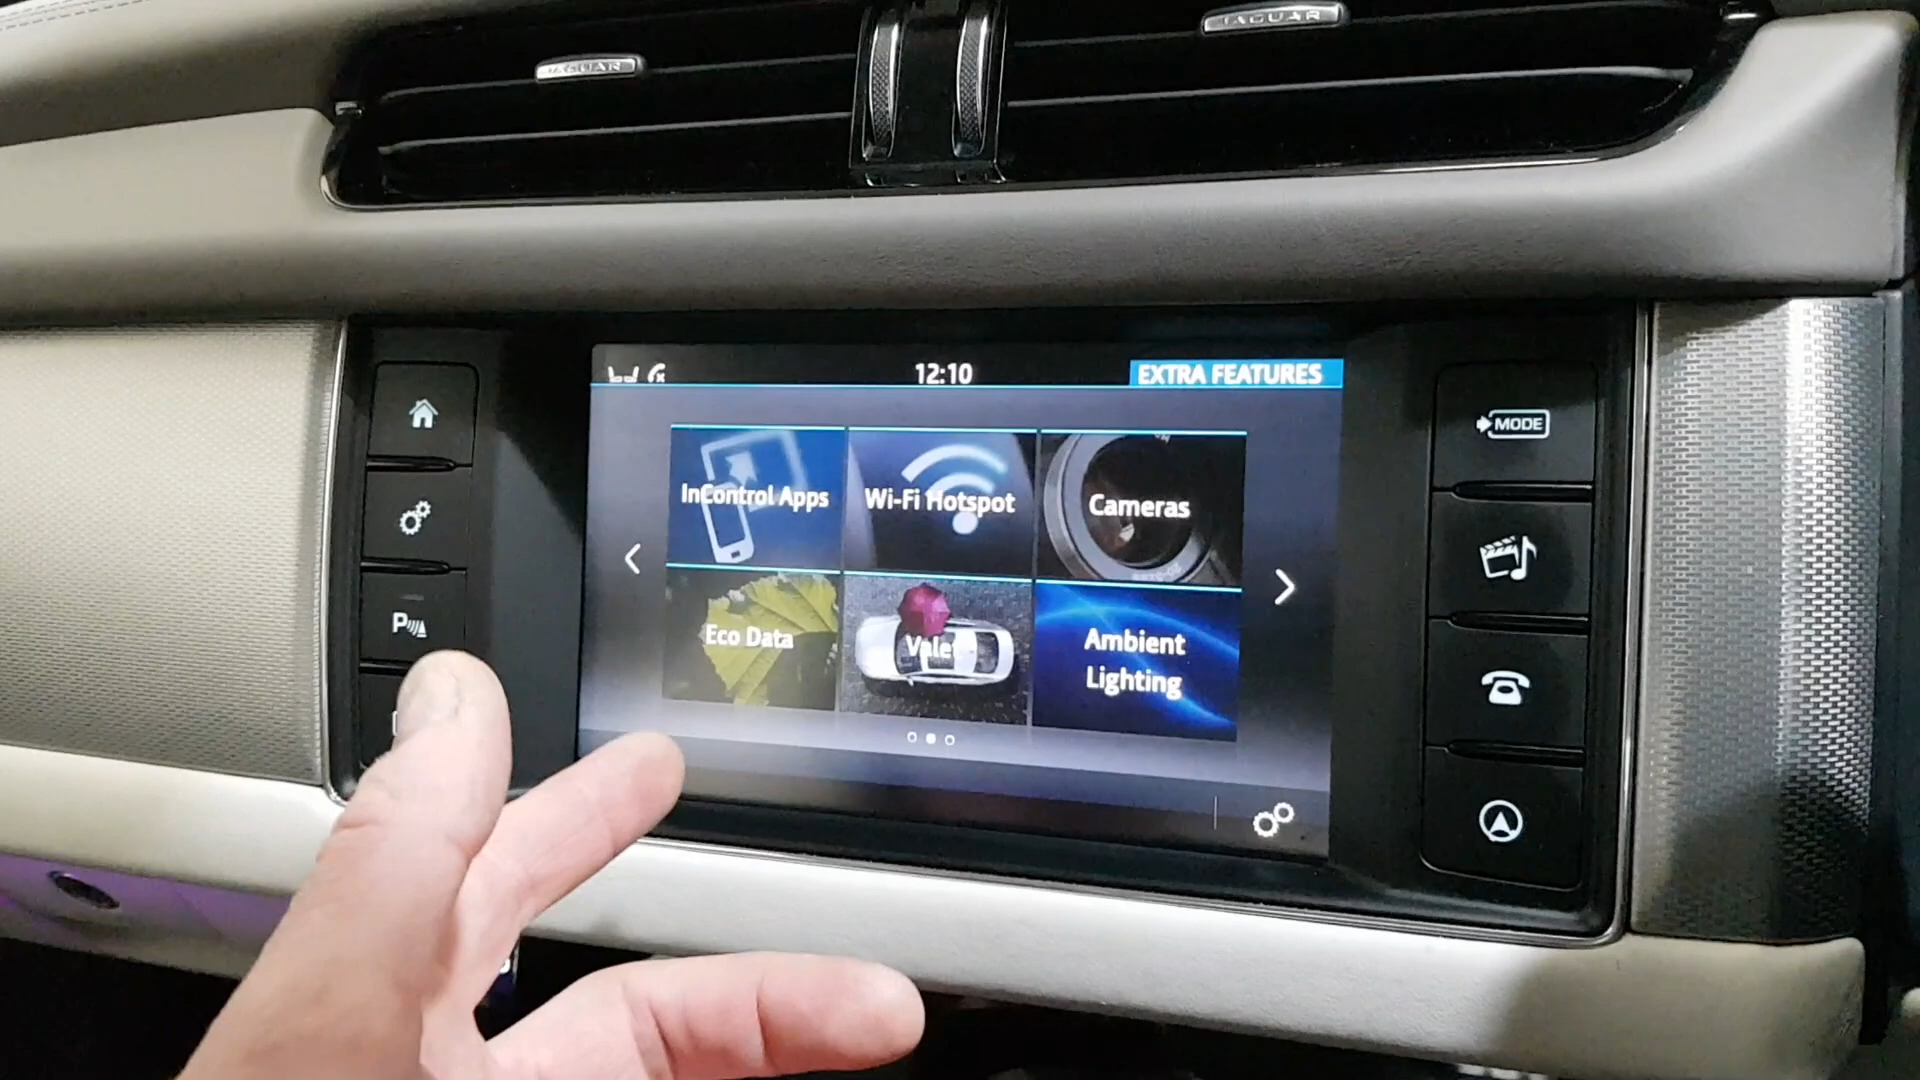 JAGUAR
JAGUAR
12:10
EXTRA FEATURES
MODE
InControl Apps
Wi-Fi Hotspot
Cameras
P
Eco Data
Valet
Ambient
Lighting